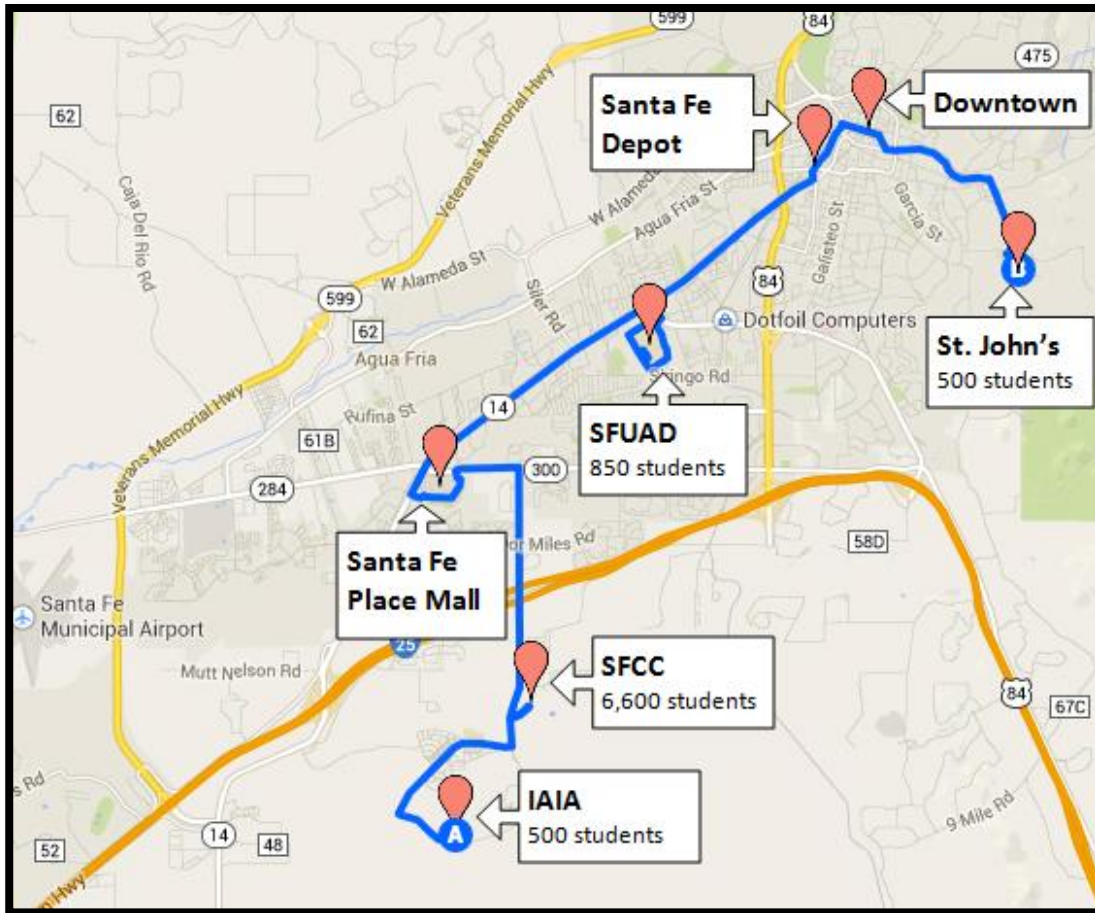 599
599
84
475
Santa Fe
Depot
Downtown
62
Caja Del Rio Rd
Veterans Memorial Hwy
W Alameda
Agua Fria St
Garcia St
Galisteo St
W Alameda St
Siler Rd
599
62
84
Dotfoil Computers
Agua Fria
St. John's
500 students
Rufina St
14
SFUAD
850 students
Veterans Memorial Hwy
61B
300
284
Santa Fe
Place Mall
Miles Rd
58D
Santa Fe
Municipal Airport
25
Mutt Nelson Rd
SFCC
6,600 students
84
67C
IAIA
500 students
A
Rd
9 Mile Rd
14
48
52
Hwy